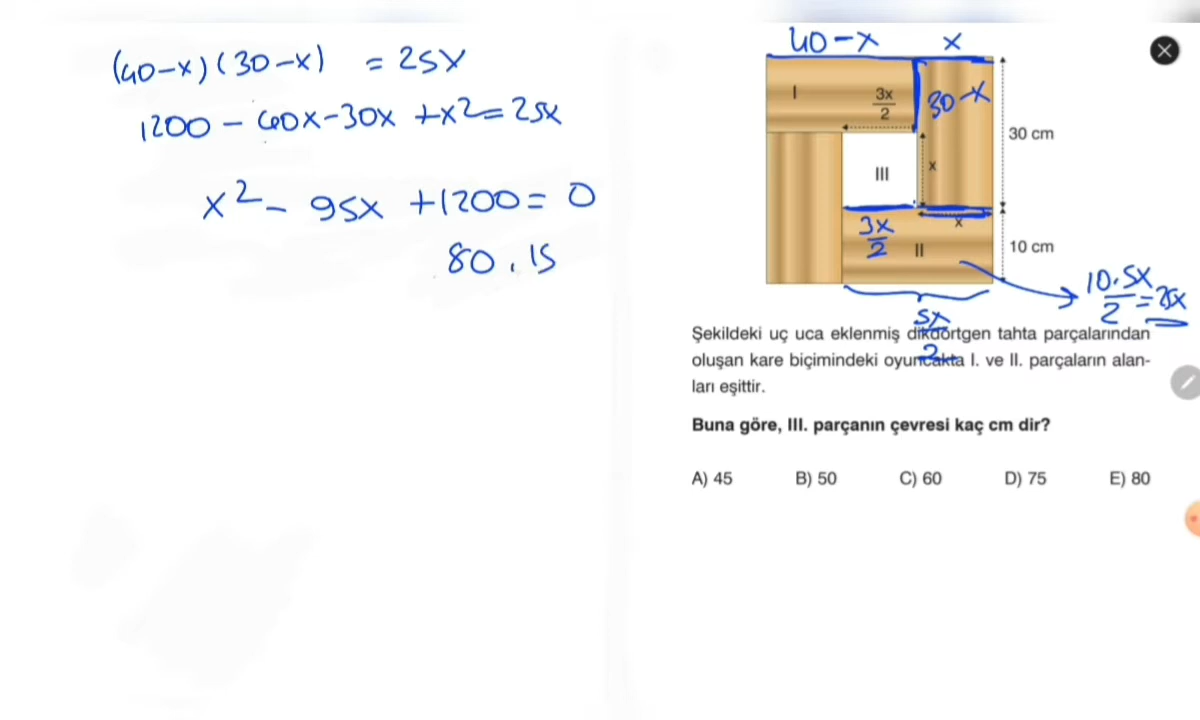 (40-x)(30-x) = 25x
1200 - 40x-30x +x²=25x
x² - 95x +1200 = 0
80 . 15
40-x x
I
3x/2
30-x
30 cm
III
x
x
3x/2
II
10 cm
5x/2
10.5x/2 = 25x
Şekildeki uç uca eklenmiş dikdörtgen tahta parçalarından
oluşan kare biçimindeki oyuncakta I. ve II. parçaların alan-
ları eşittir.
Buna göre, III. parçanın çevresi kaç cm dir?
A) 45 B) 50 C) 60 D) 75 E) 80